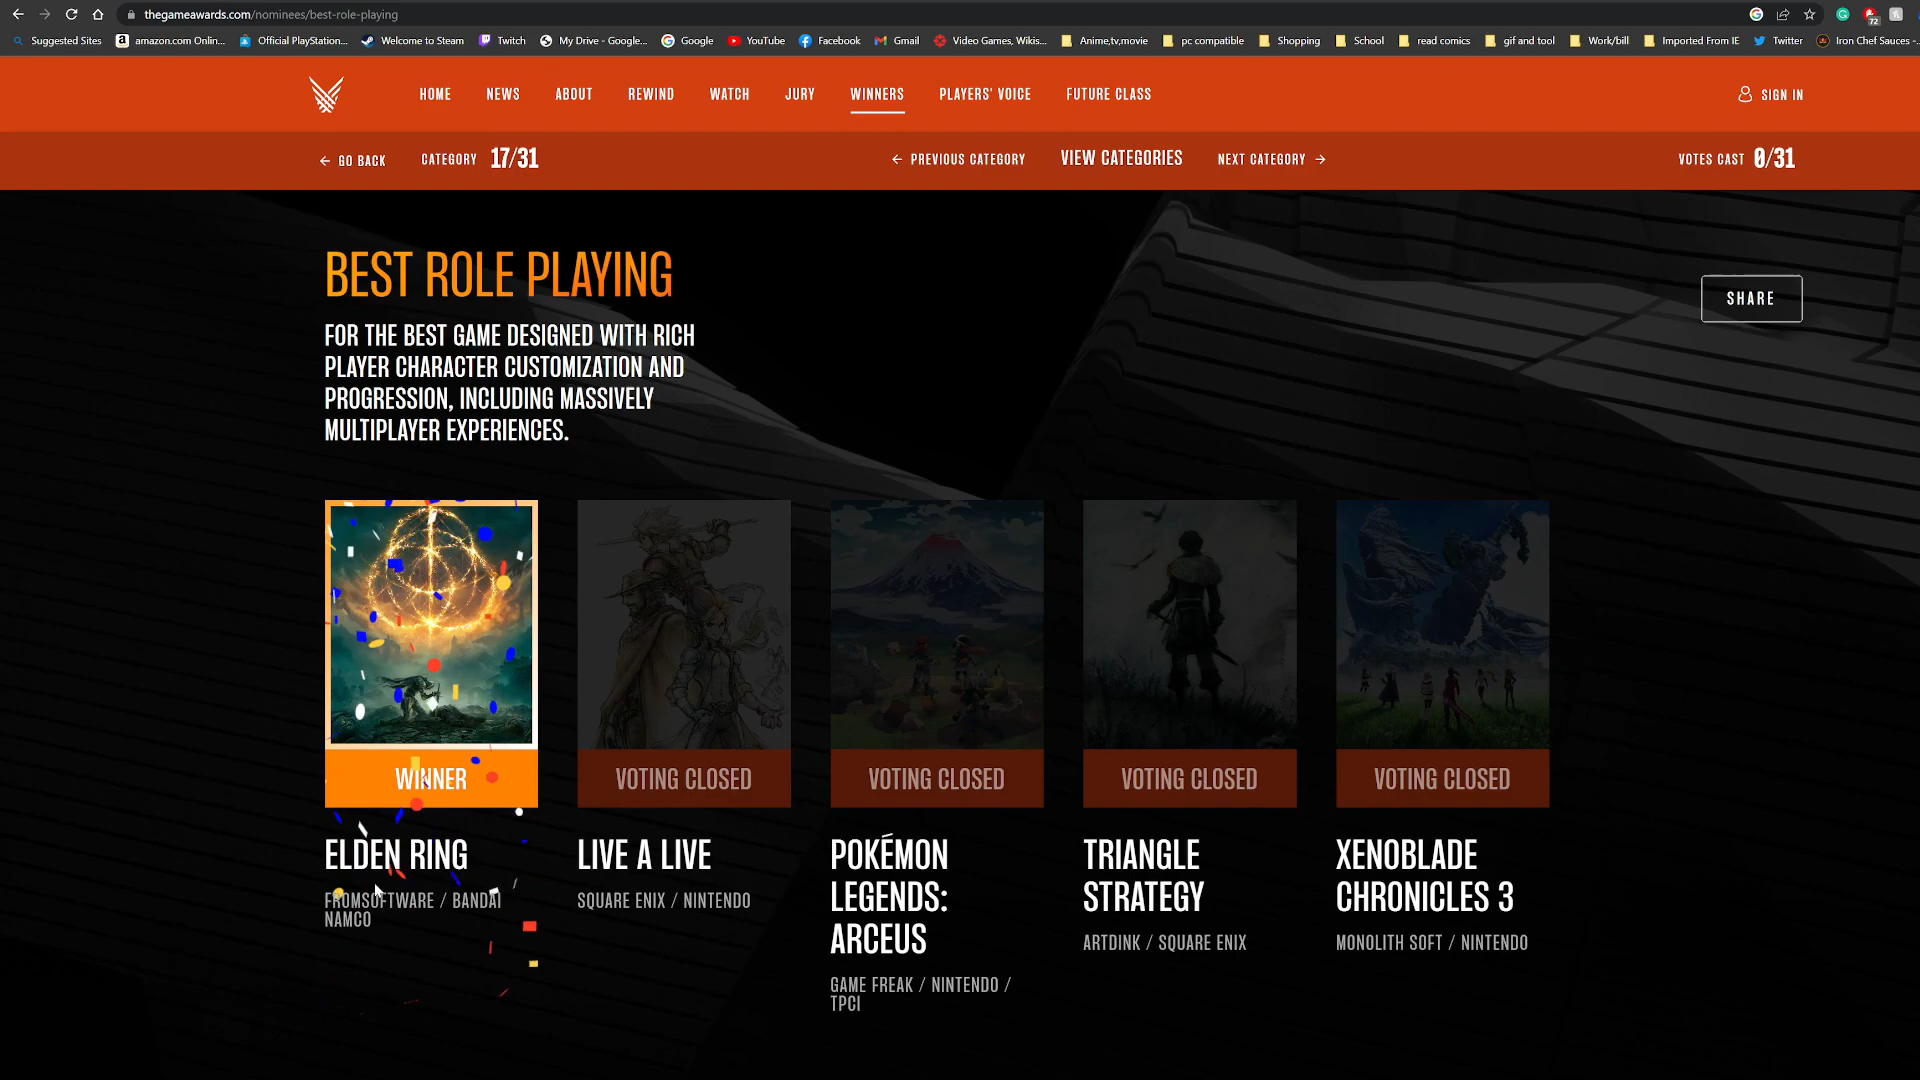 thegameawards.com/nominees/best-role-playing
72
Suggested Sites
amazon.com Onlin...
Official PlayStation...
Welcome to Steam
Twitch
My Drive - Google...
Google
YouTube
Facebook
Gmail
Video Games, Wikis...
Anime,tv,movie
pc compatible
Shopping
School
read comics
gif and tool
Work/bill
Imported From IE
Twitter
Iron Chef Sauces -...
HOME
NEWS
ABOUT
REWIND
WATCH
JURY
WINNERS
PLAYERS' VOICE
FUTURE CLASS
SIGN IN
GO BACK
CATEGORY 17/31
PREVIOUS CATEGORY
VIEW CATEGORIES
NEXT CATEGORY
VOTES CAST 0/31
BEST ROLE PLAYING
SHARE
FOR THE BEST GAME DESIGNED WITH RICH
PLAYER CHARACTER CUSTOMIZATION AND
PROGRESSION, INCLUDING MASSIVELY
MULTIPLAYER EXPERIENCES.
WINNER
ELDEN RING
FROMSOFTWARE / BANDAI
NAMCO
VOTING CLOSED
LIVE A LIVE
SQUARE ENIX / NINTENDO
VOTING CLOSED
POKÉMON
LEGENDS:
ARCEUS
GAME FREAK / NINTENDO /
TPCI
VOTING CLOSED
TRIANGLE
STRATEGY
ARTDINK / SQUARE ENIX
VOTING CLOSED
XENOBLADE
CHRONICLES 3
MONOLITH SOFT / NINTENDO